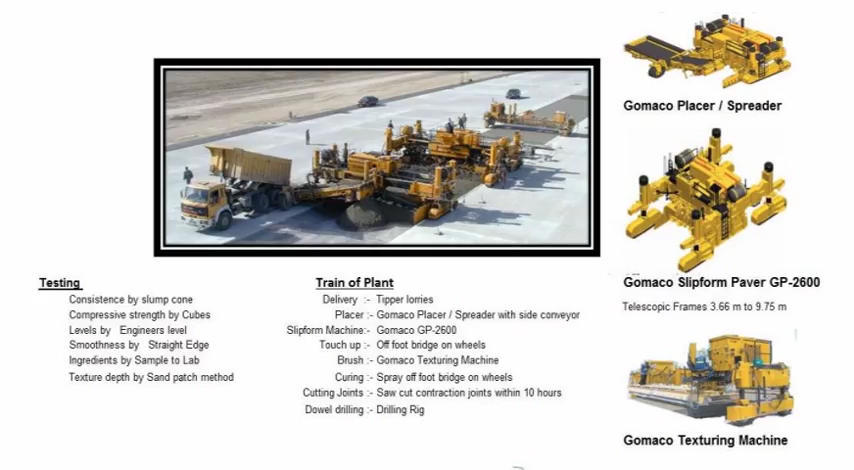 Gomaco Placer / Spreader
Gomaco Slipform Paver GP-2600
Telescopic Frames 3.66 m to 9.75 m
Gomaco Texturing Machine
Testing
Consistence by slump cone
Compressive strength by Cubes
Levels by Engineers level
Smoothness by Straight Edge
Ingredients by Sample to Lab
Texture depth by Sand patch method
Train of Plant
Delivery :- Tipper lorries
Placer :- Gomaco Placer / Spreader with side conveyor
Slipform Machine:- Gomaco GP-2600
Touch up :- Off foot bridge on wheels
Brush :- Gomaco Texturing Machine
Curing :- Spray off foot bridge on wheels
Cutting Joints :- Saw cut contraction joints within 10 hours
Dowel drilling :- Drilling Rig